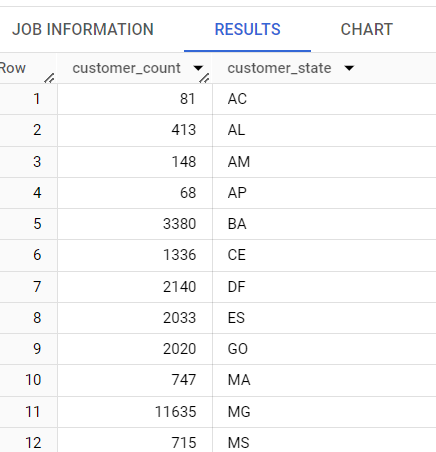 JOB INFORMATION RESULTS CHART
Row customer_count customer_state
1 81 AC
2 413 AL
3 148 AM
4 68 AP
5 3380 BA
6 1336 CE
7 2140 DF
8 2033 ES
9 2020 GO
10 747 MA
11 11635 MG
12 715 MS